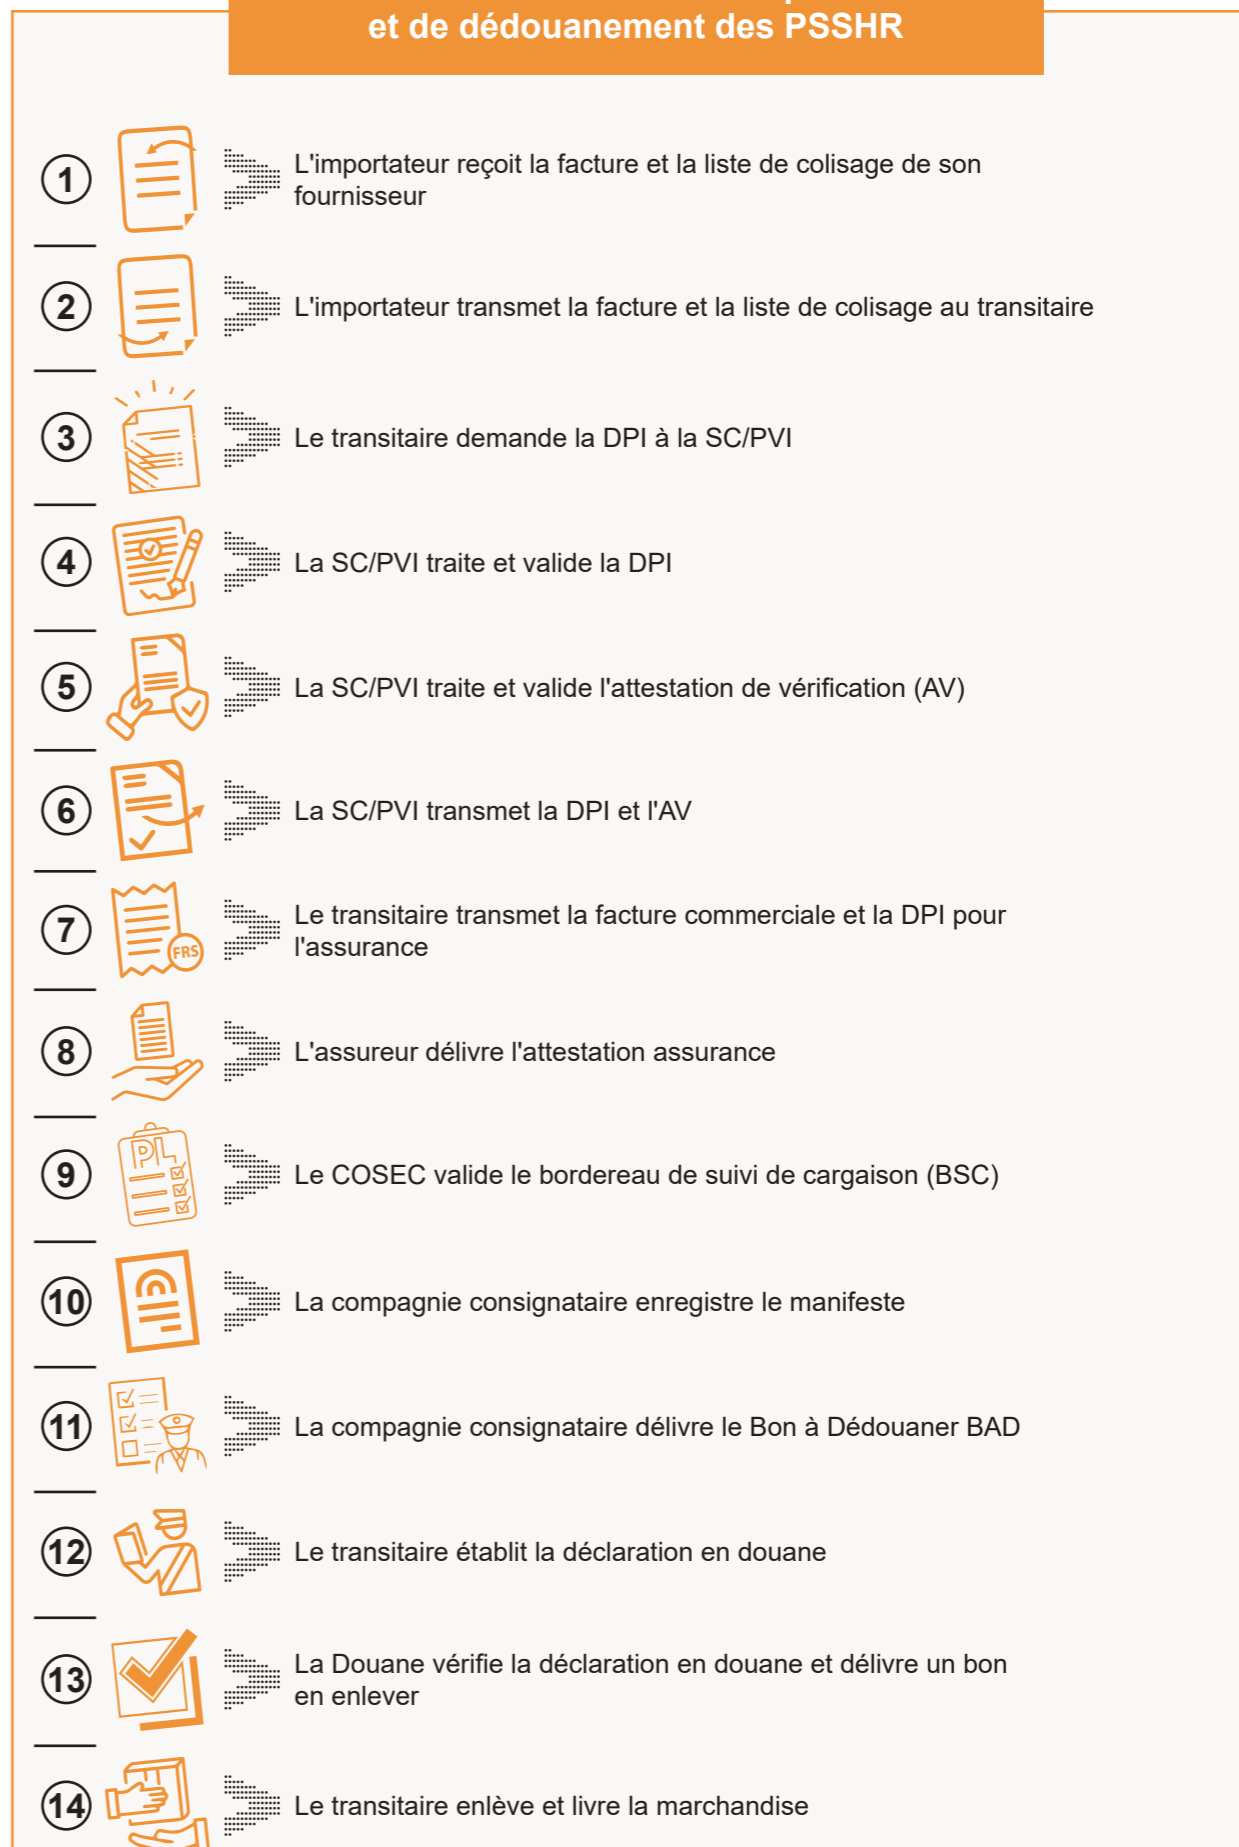 et de dédouanement des PSSHR
1
L'importateur reçoit la facture et la liste de colisage de son
fournisseur
2
L'importateur transmet la facture et la liste de colisage au transitaire
3
Le transitaire demande la DPI à la SC/PVI
4
La SC/PVI traite et valide la DPI
5
La SC/PVI traite et valide l'attestation de vérification (AV)
6
La SC/PVI transmet la DPI et l'AV
7
FRS
Le transitaire transmet la facture commerciale et la DPI pour
l'assurance
8
L'assureur délivre l'attestation assurance
9
PL
Le COSEC valide le bordereau de suivi de cargaison (BSC)
10
La compagnie consignataire enregistre le manifeste
11
La compagnie consignataire délivre le Bon à Dédouaner BAD
12
Le transitaire établit la déclaration en douane
13
La Douane vérifie la déclaration en douane et délivre un bon
en enlever
14
Le transitaire enlève et livre la marchandise